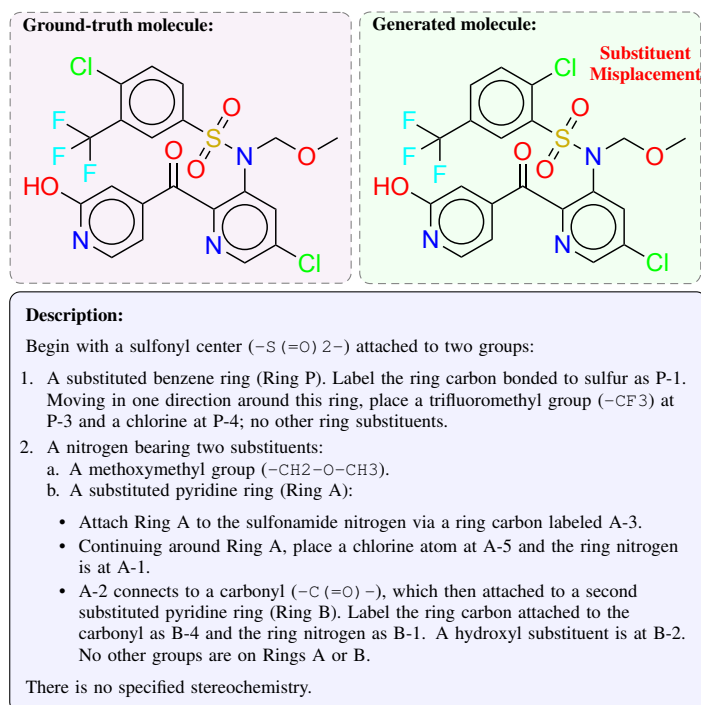 Ground-truth molecule:
Cl
F
F
F
O
S
O
N
O
O
HO
N
N
Cl
Generated molecule:
Substituent
Misplacement
Cl
F
F
F
O
S
O
N
O
O
HO
N
N
Cl
Description:
Begin with a sulfonyl center (-S(=O)2-) attached to two groups:
1. A substituted benzene ring (Ring P). Label the ring carbon bonded to sulfur as P-1.
Moving in one direction around this ring, place a trifluoromethyl group (-CF3) at
P-3 and a chlorine at P-4; no other ring substituents.
2. A nitrogen bearing two substituents:
a. A methoxymethyl group (-CH2-O-CH3).
b. A substituted pyridine ring (Ring A):
• Attach Ring A to the sulfonamide nitrogen via a ring carbon labeled A-3.
• Continuing around Ring A, place a chlorine atom at A-5 and the ring nitrogen
is at A-1.
• A-2 connects to a carbonyl (-C(=O)-), which then attached to a second
substituted pyridine ring (Ring B). Label the ring carbon attached to the
carbonyl as B-4 and the ring nitrogen as B-1. A hydroxyl substituent is at B-2.
No other groups are on Rings A or B.
There is no specified stereochemistry.